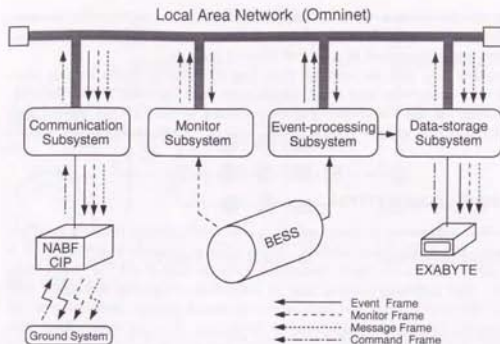 Local Area Network (Omninet)
Communication
Subsystem
Monitor
Subsystem
Event-processing
Subsystem
Data-storage
Subsystem
NABF
CIP
BESS
EXABYTE
Ground System
Event Frame
Monitor Frame
Message Frame
Command Frame